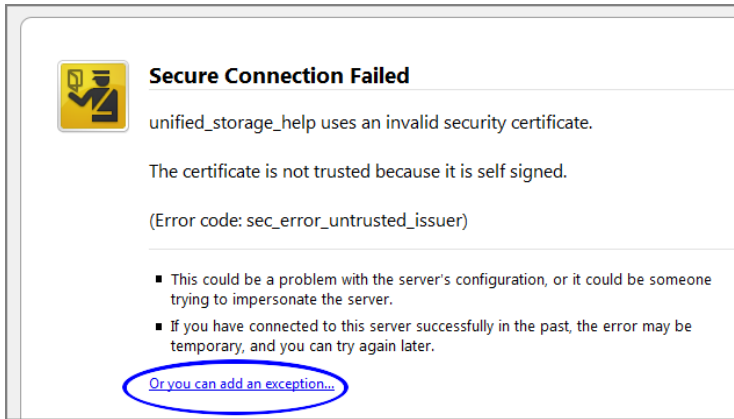 Secure Connection Failed
unified_storage_help uses an invalid security certificate.
The certificate is not trusted because it is self signed.
(Error code: sec_error_untrusted_issuer)
This could be a problem with the server's configuration, or it could be someone
trying to impersonate the server.
If you have connected to this server successfully in the past, the error may be
temporary, and you can try again later.
Or you can add an exception...